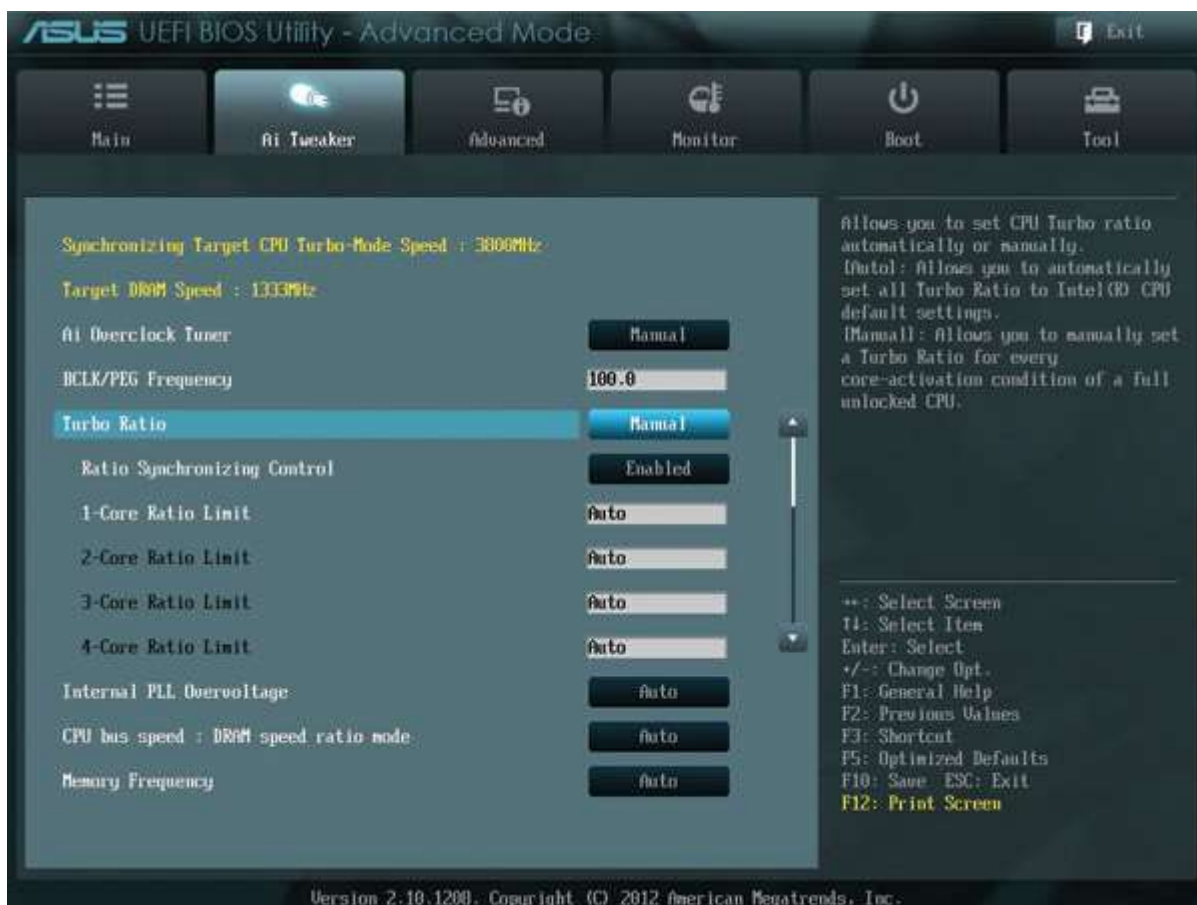 ASUS UEFI BIOS Utility - Advanced Mode
Exit
Main
Ai Tweaker
Advanced
Monitor
Boot
Tool
Synchronizing Target CPU Turbo-Mode Speed : 3800MHz
Target DRAM Speed : 1333MHz
Ai Overclock Tuner Manual
BCLK/PEG Frequency 100.0
Turbo Ratio Manual
Ratio Synchronizing Control Enabled
1-Core Ratio Limit Auto
2-Core Ratio Limit Auto
3-Core Ratio Limit Auto
4-Core Ratio Limit Auto
Internal PLL Overvoltage Auto
CPU bus speed : DRAM speed ratio mode Auto
Memory Frequency Auto
Allows you to set CPU Turbo ratio
automatically or manually.
[Auto]: Allows you to automatically
set all Turbo Ratio to Intel(R) CPU
default settings.
[Manual]: Allows you to manually set
a Turbo Ratio for every
core-activation condition of a full
unlocked CPU.
→←: Select Screen
↑↓: Select Item
Enter: Select
+/-: Change Opt.
F1: General Help
F2: Previous Values
F3: Shortcut
F5: Optimized Defaults
F10: Save ESC: Exit
F12: Print Screen
Version 2.10.1208. Copyright (C) 2012 American Megatrends, Inc.